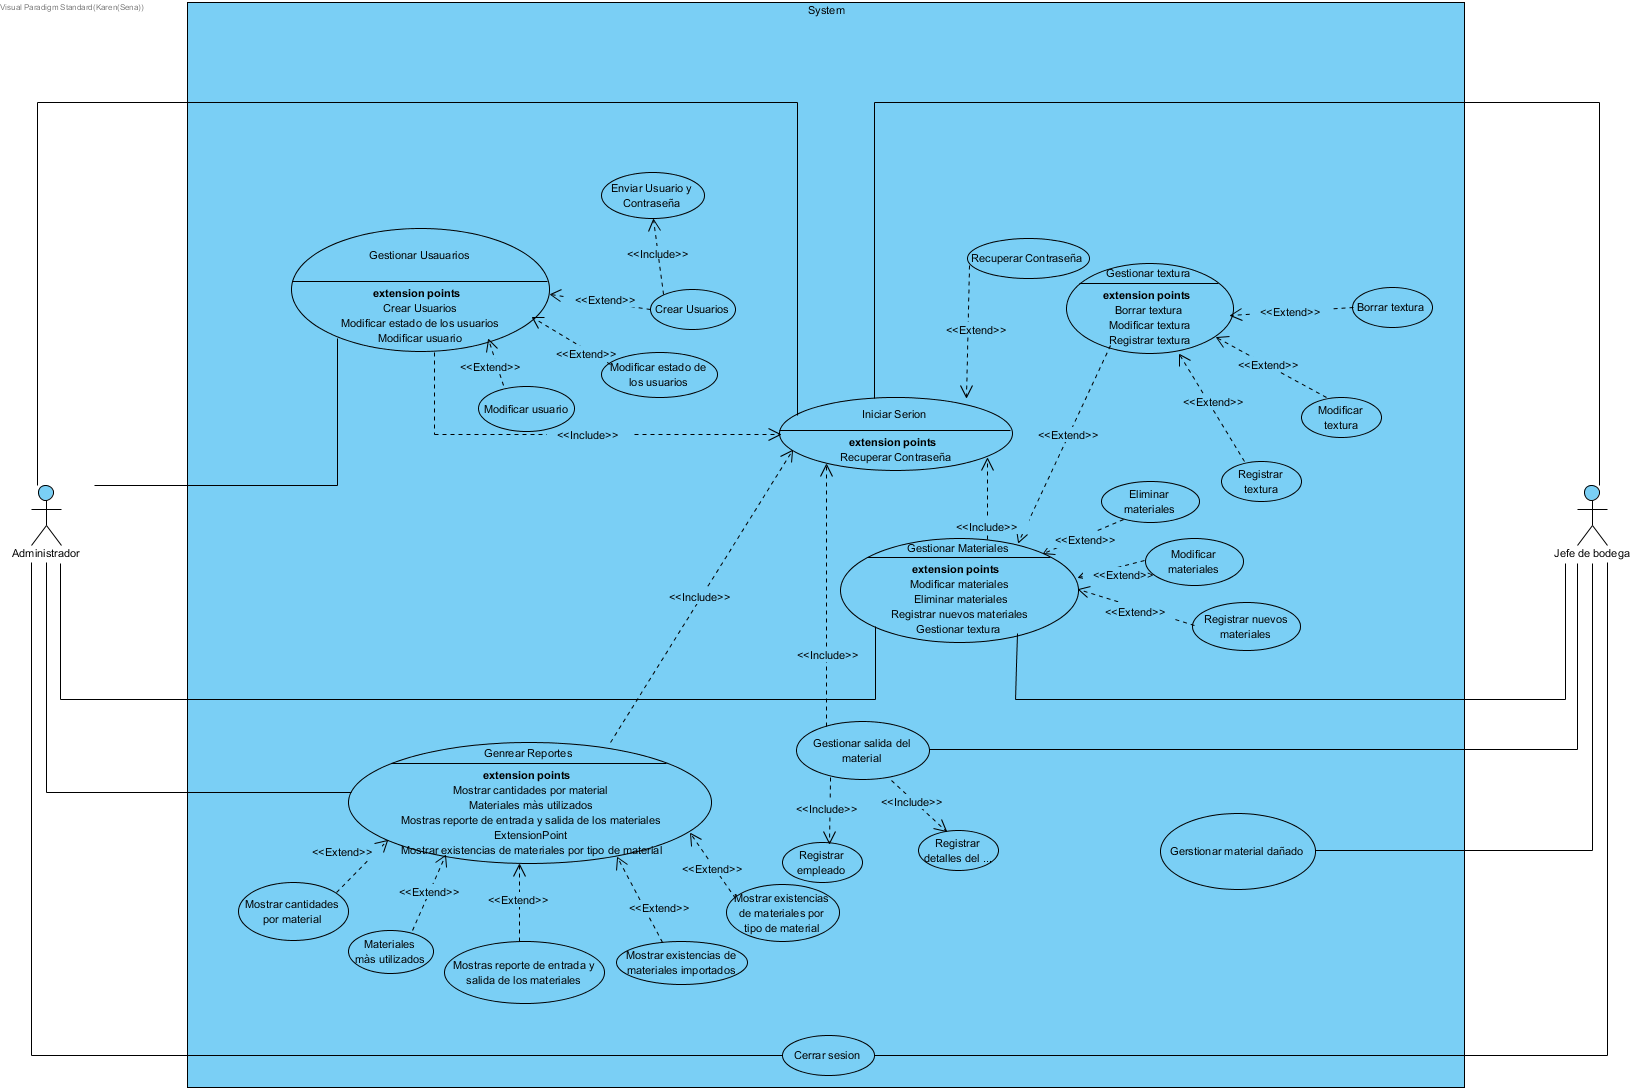 Visual Paradigm Standard(Karen(Sena))
System
Enviar Usuario y
Contraseña
<<Include>>
Gestionar Usauarios
extension points
Crear Usuarios
Modificar estado de los usuarios
Modificar usuario
<<Extend>>
Crear Usuarios
<<Extend>>
Modificar estado de
los usuarios
<<Extend>>
Modificar usuario
<<Include>>
Recuperar Contraseña
<<Extend>>
Iniciar Serion
extension points
Recuperar Contraseña
Gestionar textura
extension points
Borrar textura
Modificar textura
Registrar textura
<<Extend>>
Borrar textura
<<Extend>>
Modificar
textura
<<Extend>>
Registrar
textura
<<Extend>>
Eliminar
materiales
<<Include>>
<<Extend>>
Gestionar Materiales
extension points
Modificar materiales
Eliminar materiales
Registrar nuevos materiales
Gestionar textura
Modificar
materiales
<<Extend>>
<<Extend>>
Registrar nuevos
materiales
Administrador
Jefe de bodega
<<Include>>
<<Include>>
Gestionar salida del
material
Genrear Reportes
extension points
Mostrar cantidades por material
Materiales màs utilizados
Mostras reporte de entrada y salida de los materiales
ExtensionPoint
Mostrar existencias de materiales por tipo de material
<<Include>>
<<Include>>
Registrar
empleado
Registrar
detalles del ...
Gerstionar material dañado
<<Extend>>
<<Extend>>
<<Extend>>
<<Extend>>
<<Extend>>
Mostrar cantidades
por material
Materiales
màs utilizados
Mostras reporte de entrada y
salida de los materiales
Mostrar existencias de
materiales importados
Mostrar existencias
de materiales por
tipo de material
Cerrar sesion